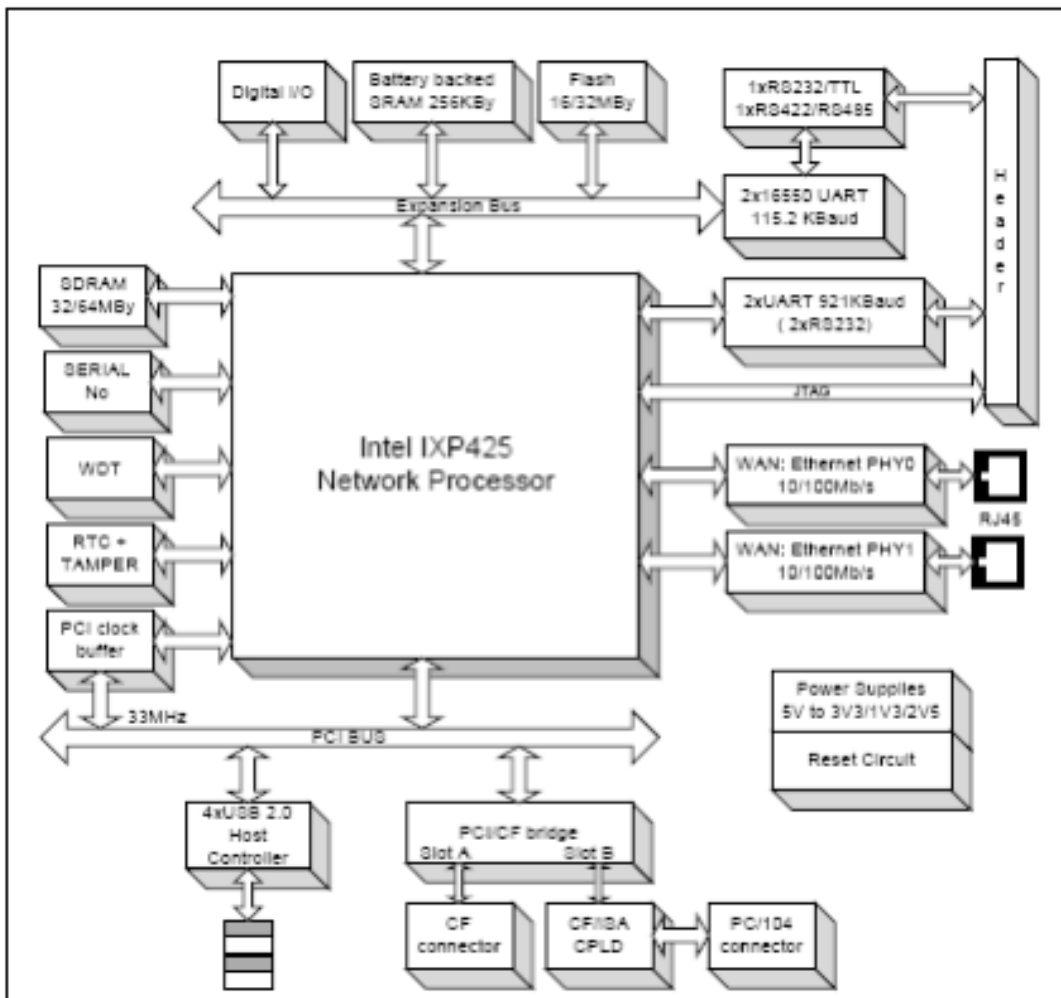 Digital I/O
Battery backed
SRAM 256KBy
Flash
16/32MBy
1xRS232/TTL
1xRS422/RS485
Header
Expansion Bus
2x16550 UART
115.2 KBaud
SDRAM
32/64MBy
2xUART 921KBaud
( 2xRS232)
SERIAL
No
JTAG
Intel IXP425
Network Processor
WDT
WAN: Ethernet PHY0
10/100Mb/s
RJ45
RTC +
TAMPER
WAN: Ethernet PHY1
10/100Mb/s
PCI clock
buffer
33MHz
PCI BUS
Power Supplies
5V to 3V3/1V3/2V5
Reset Circuit
4xUSB 2.0
Host
Controller
PCI/CF bridge
Slot A
Slot B
CF
connector
CF/ISA
CPLD
PC/104
connector